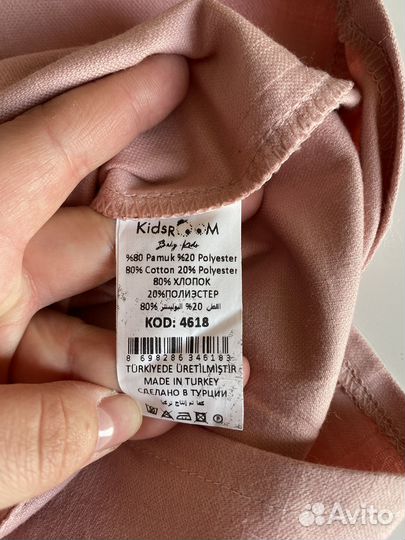 KidsROOM
Baby-Kids
%80 Pamuk %20 Polyester
80% Cotton 20% Polyester
80% ХЛОПОК
20%ПОЛИЭСТЕР
KOD: 4618
8 698286 346183
TÜRKİYEDE ÜRETİLMİŞTİR
MADE IN TURKEY
СДЕЛАНО В ТУРЦИИ
Avito